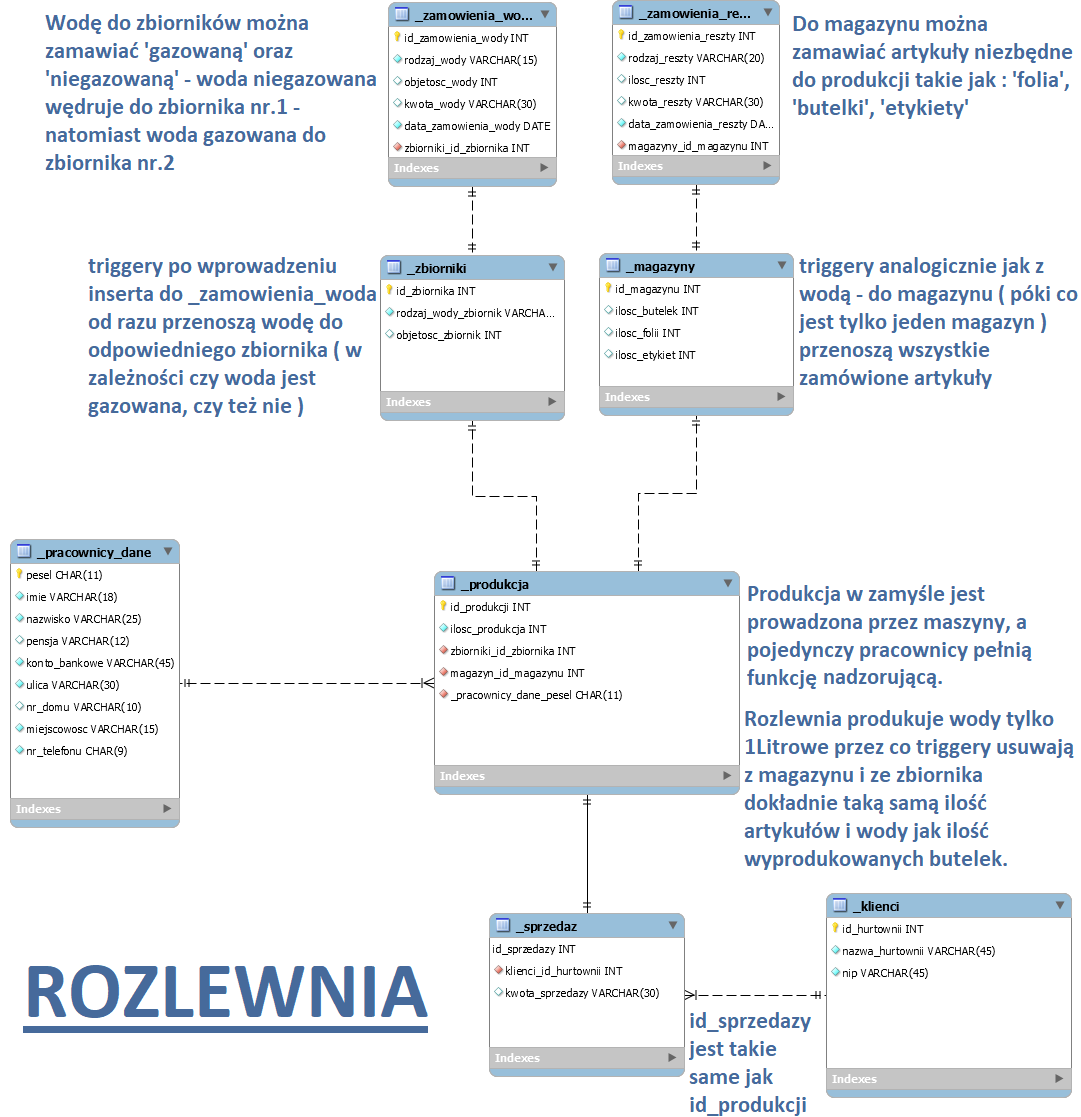 Wodę do zbiorników można
zamawiać 'gazowaną' oraz
'niegazowaną' - woda niegazowana
wędruje do zbiornika nr.1 -
natomiast woda gazowana do
zbiornika nr.2
_zamowienia_wo...
id_zamowienia_wody INT
rodzaj_wody VARCHAR(15)
objetosc_wody INT
kwota_wody VARCHAR(30)
data_zamowienia_wody DATE
zbiorniki_id_zbiornika INT
Indexes
_zamowienia_re...
id_zamowienia_reszty INT
rodzaj_reszty VARCHAR(20)
ilosc_reszty INT
kwota_reszty VARCHAR(30)
data_zamowienia_reszty DA...
magazyny_id_magazynu INT
Indexes
Do magazynu można
zamawiać artykuły niezbędne
do produkcji takie jak : 'folia',
'butelki', 'etykiety'
triggery po wprowadzeniu
inserta do _zamowienia_woda
od razu przenoszą wodę do
odpowiedniego zbiornika ( w
zależności czy woda jest
gazowana, czy też nie )
_zbiorniki
id_zbiornika INT
rodzaj_wody_zbiornik VARCHA...
objetosc_zbiornik INT
Indexes
_magazyny
id_magazynu INT
ilosc_butelek INT
ilosc_folii INT
ilosc_etykiet INT
Indexes
triggery analogicznie jak z
wodą - do magazynu ( póki co
jest tylko jeden magazyn )
przenoszą wszystkie
zamówione artykuły
_pracownicy_dane
pesel CHAR(11)
imie VARCHAR(18)
nazwisko VARCHAR(25)
pensja VARCHAR(12)
konto_bankowe VARCHAR(45)
ulica VARCHAR(30)
nr_domu VARCHAR(10)
miejscowosc VARCHAR(15)
nr_telefonu CHAR(9)
Indexes
_produkcja
id_produkcji INT
ilosc_produkcja INT
zbiorniki_id_zbiornika INT
magazyn_id_magazynu INT
_pracownicy_dane_pesel CHAR(11)
Indexes
Produkcja w zamyśle jest
prowadzona przez maszyny, a
pojedynczy pracownicy pełnią
funkcję nadzorującą.
Rozlewnia produkuje wody tylko
1Litrowe przez co triggery usuwają
z magazynu i ze zbiornika
dokładnie taką samą ilość
artykułów i wody jak ilość
wyprodukowanych butelek.
ROZLEWNIA
_sprzedaz
id_sprzedazy INT
klienci_id_hurtownii INT
kwota_sprzedazy VARCHAR(30)
Indexes
_klienci
id_hurtownii INT
nazwa_hurtownii VARCHAR(45)
nip VARCHAR(45)
Indexes
id_sprzedazy
jest takie
same jak
id_produkcji